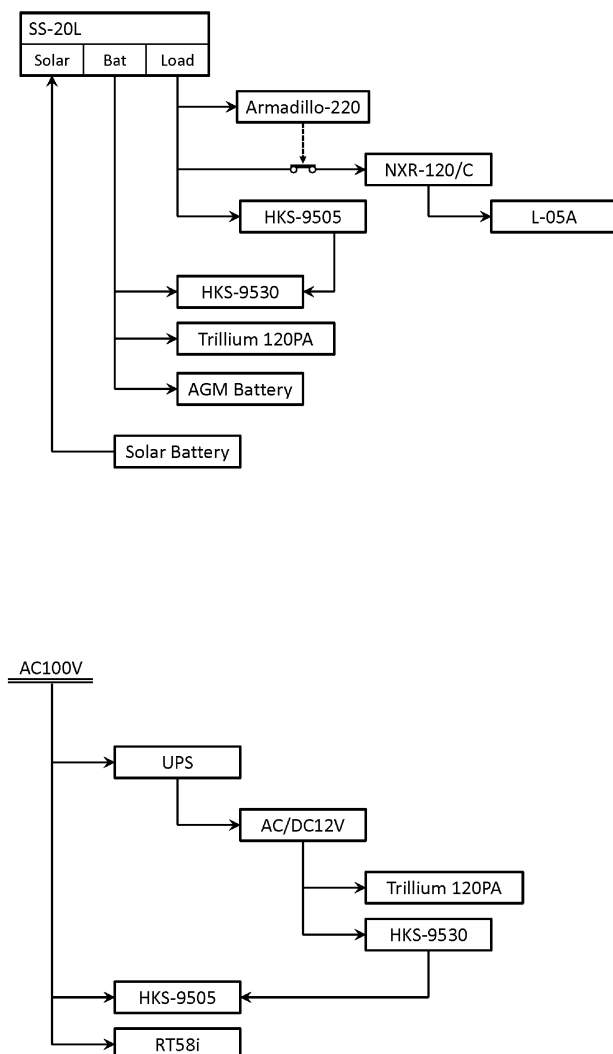 SS-20L
Solar Bat Load
Armadillo-220
NXR-120/C
HKS-9505
L-05A
HKS-9530
Trillium 120PA
AGM Battery
Solar Battery
AC100V
UPS
AC/DC12V
Trillium 120PA
HKS-9530
HKS-9505
RT58i